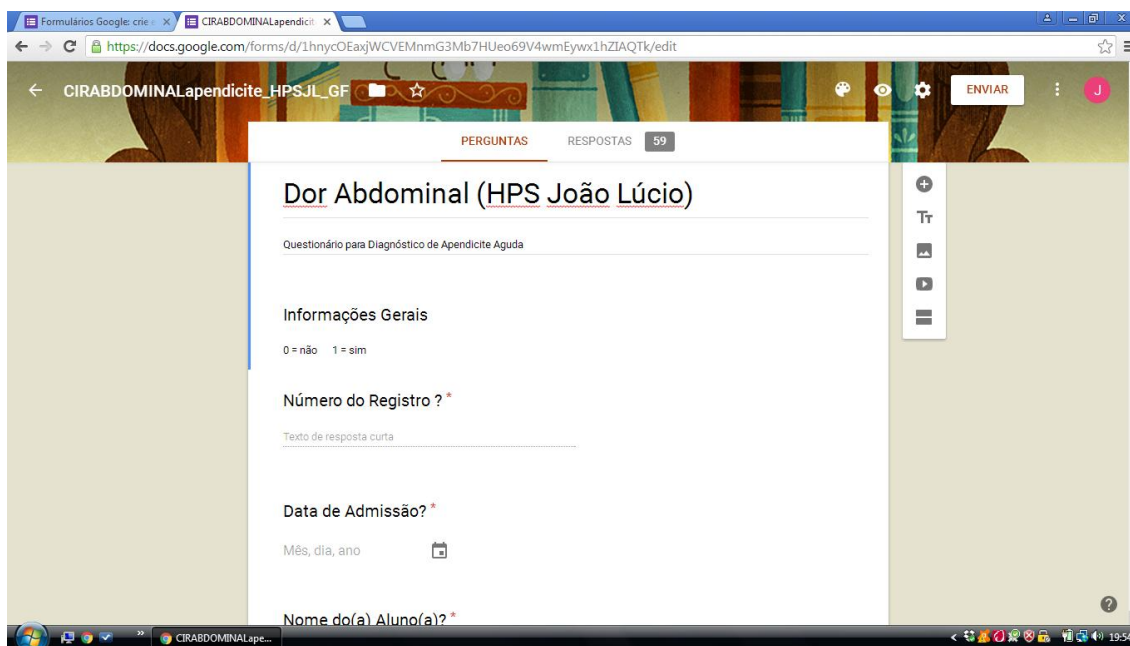 Formulários Google: crie e
CIRABDOMINALapendicit
https://docs.google.com/forms/d/1hnycOEaxjWCVEMnmG3Mb7HUeo69V4wmEywx1hZIAQTk/edit
CIRABDOMINALapendicite_HPSJL_GF
ENVIAR
J
PERGUNTAS RESPOSTAS 59
Dor Abdominal (HPS João Lúcio)
Questionário para Diagnóstico de Apendicite Aguda
Tт
Informações Gerais
0 = não 1 = sim
Número do Registro ? *
Texto de resposta curta
Data de Admissão? *
Mês, dia, ano
Nome do(a) Aluno(a)? *
CIRABDOMINALape...
19:54